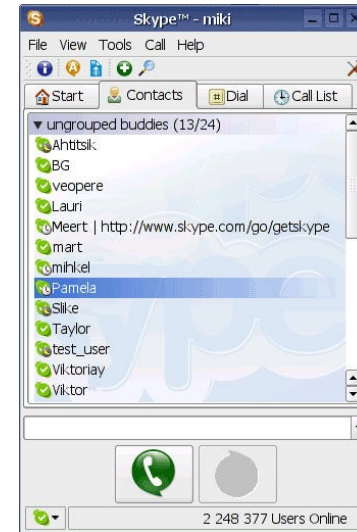 Skype™ - miki
File View Tools Call Help
Start Contacts # Dial Call List
ungrouped buddies (13/24)
Ahtitsik
BG
veopere
Lauri
Meert | http://www.skype.com/go/getskype
mart
mihkel
Pamela
Slike
Taylor
test_user
Viktoriay
Viktor
2 248 377 Users Online